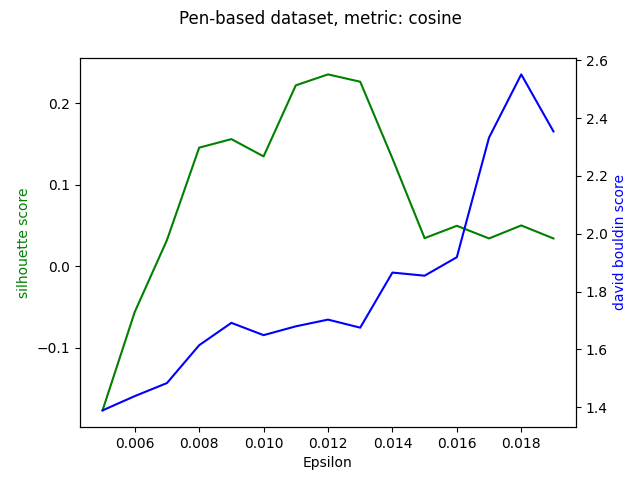 Pen-based dataset, metric: cosine
silhouette score
0.2
0.1
0.0
−0.1
2.6
2.4
2.2
2.0
1.8
1.6
1.4
david bouldin score
0.006 0.008 0.010 0.012 0.014 0.016 0.018
Epsilon